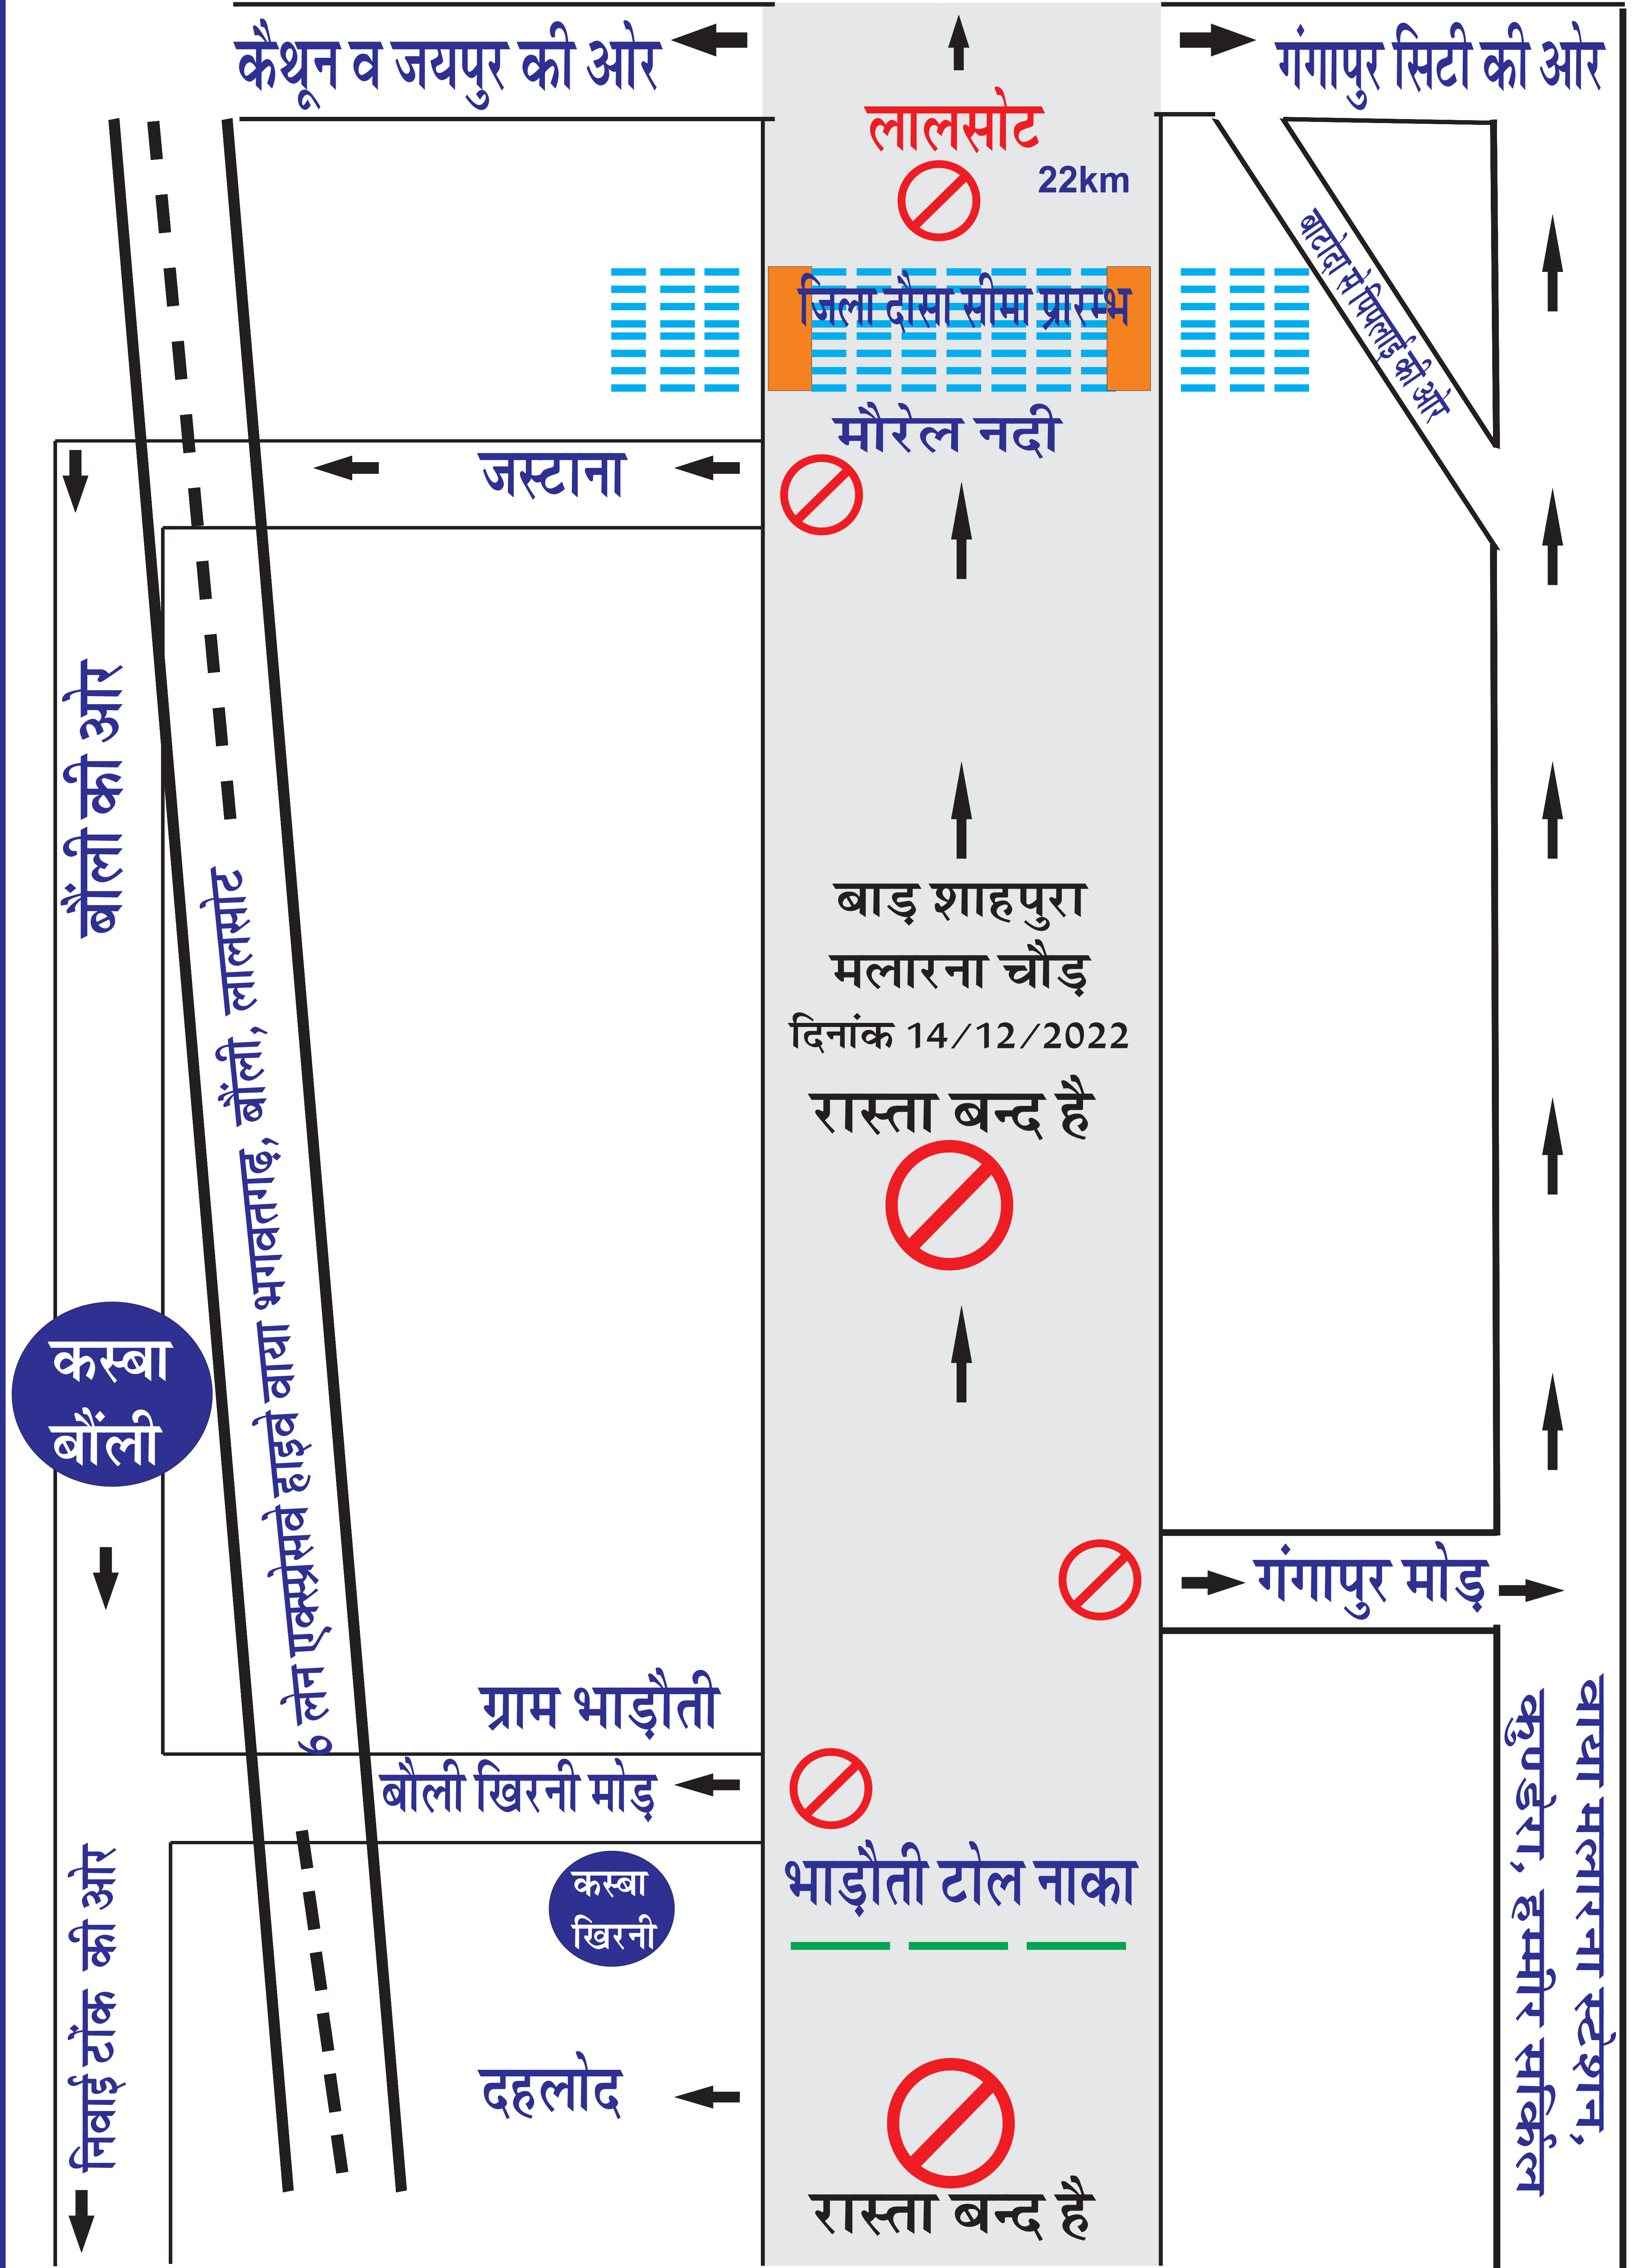 कैथून व जयपुर की ओर
गंगापुर सिटी की ओर
लालसोट
22km
बाटोदा से पिपलाई की ओर
जिला दौसा सीमा प्रारम्भ
मौरेल नदी
जस्टाना
बौंली की ओर
6 लेन एक्सप्रेसवे हाइवे वाया भगवतगढ़, बौंली, लालसोट
बाड़ शाहपुरा
मलारना चौड़
दिनांक 14/12/2022
रास्ता बन्द है
कस्बा
बौंली
गंगापुर मोड़
ग्राम भाड़ौती
बौंली खिरनी मोड़
वाया मलारना स्टेशन,
कुण्डेरा, हम्मीर सर्किल
भाड़ौती टोल नाका
कस्बा
खिरनी
निवाई टोंक की ओर
दहलोद
रास्ता बन्द है